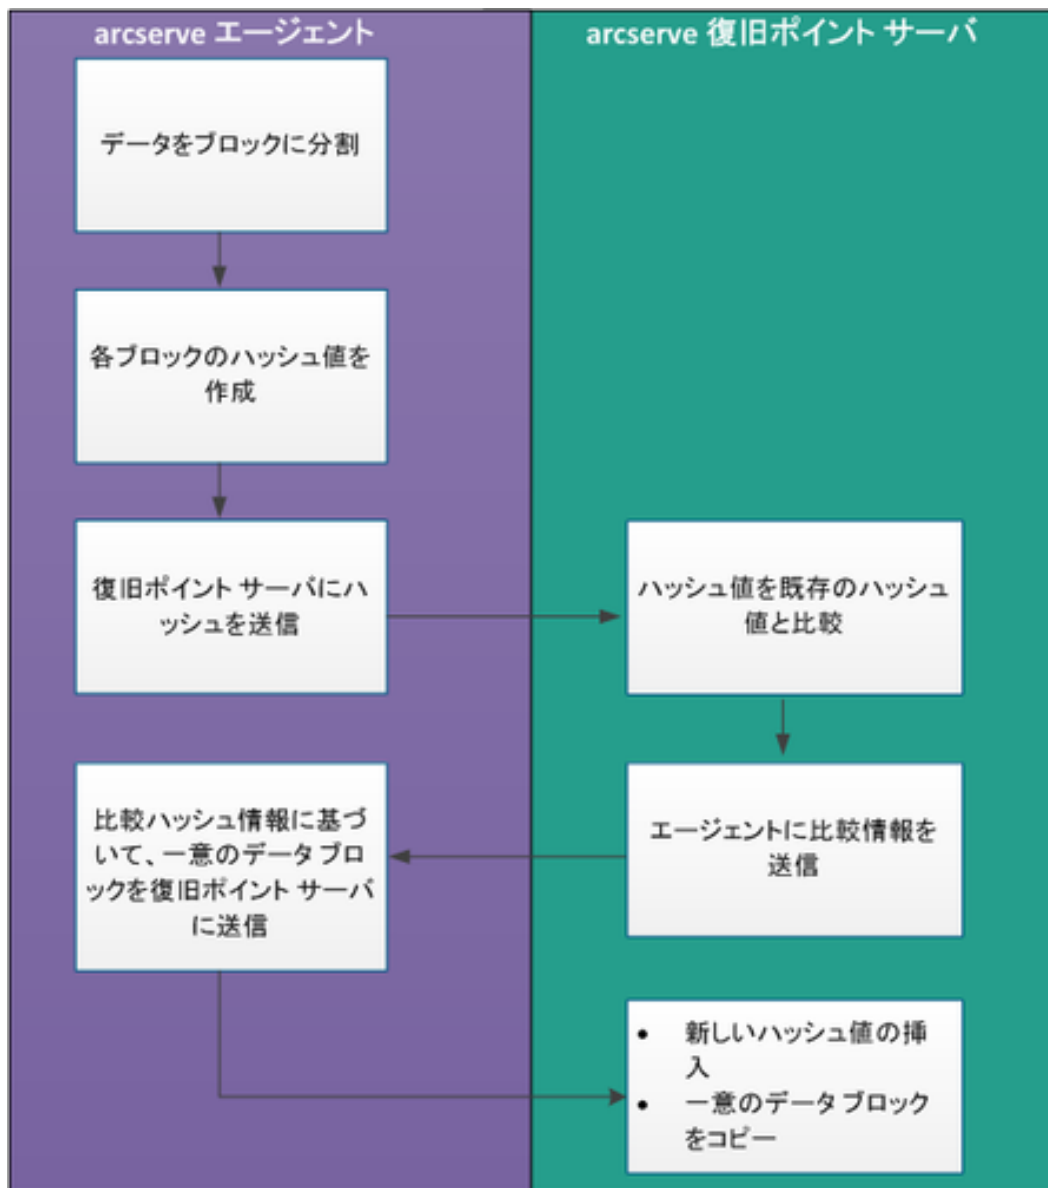 arcserve エージェント
arcserve 復旧ポイント サーバ
データをブロックに分割
各ブロックのハッシュ値を
作成
復旧ポイント サーバにハ
ッシュを送信
ハッシュ値を既存のハッシュ
値と比較
エージェントに比較情報を
送信
比較ハッシュ情報に基づ
いて、一意のデータ ブロ
ックを復旧ポイント サーバ
に送信
• 新しいハッシュ値の挿
入
• 一意のデータ ブロック
をコピー